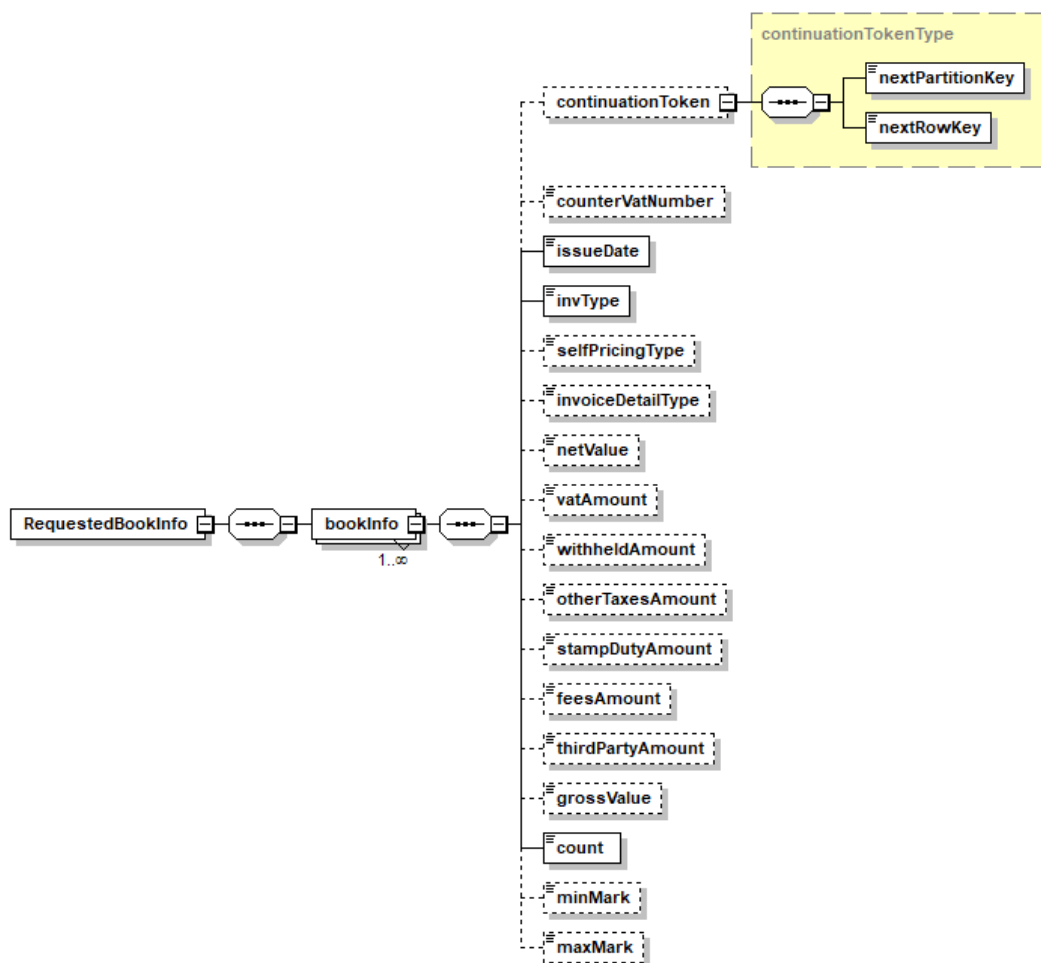 continuationTokenType
nextPartitionKey
continuationToken
nextRowKey
counterVatNumber
issueDate
invType
selfPricingType
invoiceDetailType
netValue
vatAmount
RequestedBookInfo
bookInfo
1..∞
withheldAmount
otherTaxesAmount
stampDutyAmount
feesAmount
thirdPartyAmount
grossValue
count
minMark
maxMark